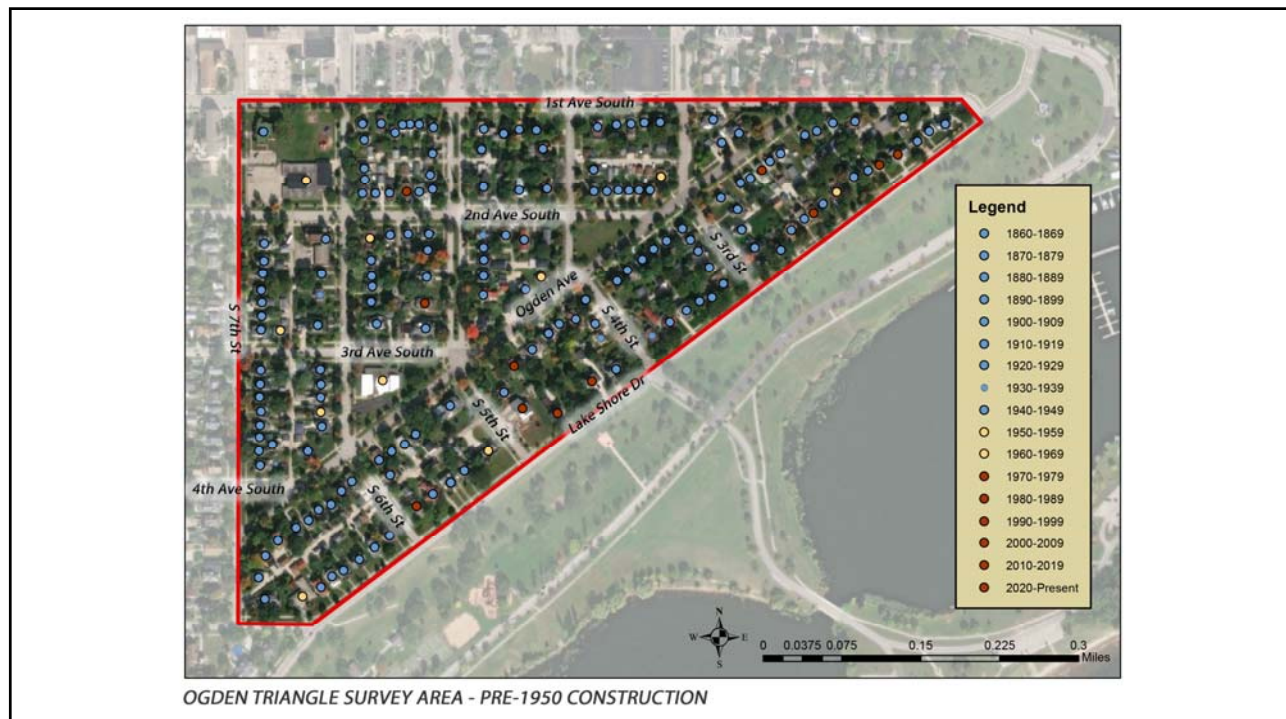 1st Ave South
2nd Ave South
S 3rd St
Ogden Ave
S 4th St
S 7th St
3rd Ave South
Lake Shore Dr
S 5th St
4th Ave South
S 6th St
Legend
1860-1869
1870-1879
1880-1889
1890-1899
1900-1909
1910-1919
1920-1929
1930-1939
1940-1949
1950-1959
1960-1969
1970-1979
1980-1989
1990-1999
2000-2009
2010-2019
2020-Present
N
W E
S
0 0.0375 0.075 0.15 0.225 0.3
Miles
OGDEN TRIANGLE SURVEY AREA - PRE-1950 CONSTRUCTION